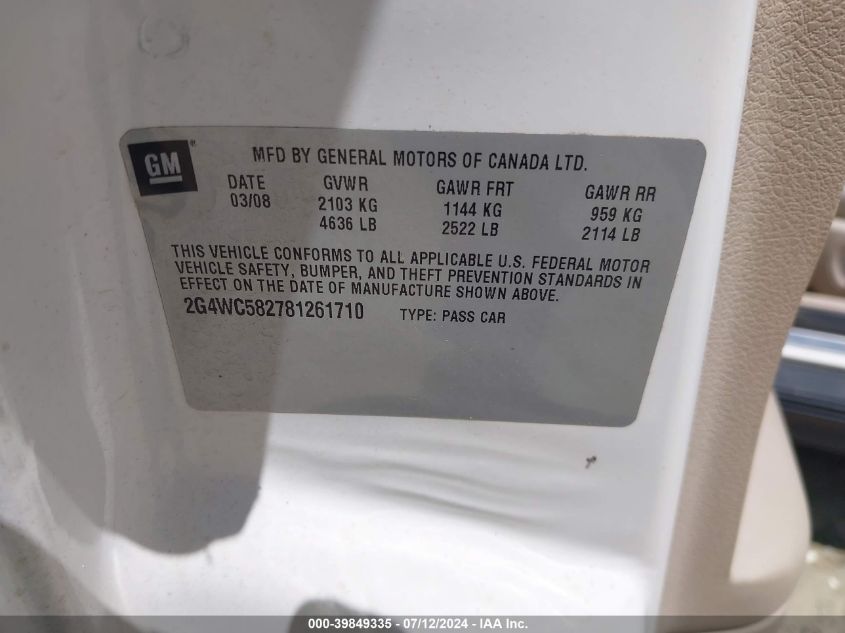 GM®
MFD BY GENERAL MOTORS OF CANADA LTD.
DATE GVWR GAWR FRT GAWR RR
03/08 2103 KG 1144 KG 959 KG
4636 LB 2522 LB 2114 LB
THIS VEHICLE CONFORMS TO ALL APPLICABLE U.S. FEDERAL MOTOR
VEHICLE SAFETY, BUMPER, AND THEFT PREVENTION STANDARDS IN
EFFECT ON THE DATE OF MANUFACTURE SHOWN ABOVE.
2G4WC582781261710 TYPE: PASS CAR
000-39849335 - 07/12/2024 - IAA Inc.